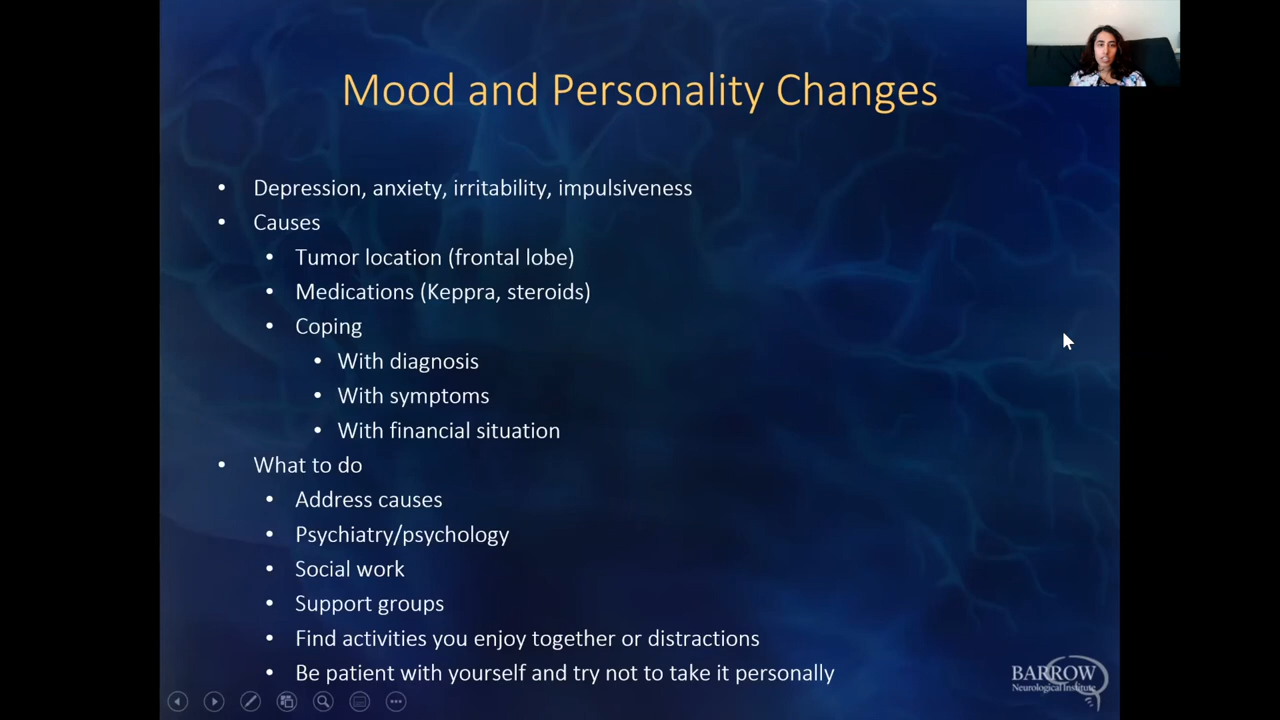 Mood and Personality Changes
• Depression, anxiety, irritability, impulsiveness
• Causes
• Tumor location (frontal lobe)
• Medications (Keppra, steroids)
• Coping
• With diagnosis
• With symptoms
• With financial situation
• What to do
• Address causes
• Psychiatry/psychology
• Social work
• Support groups
• Find activities you enjoy together or distractions
• Be patient with yourself and try not to take it personally
BARROW
Neurological Institute